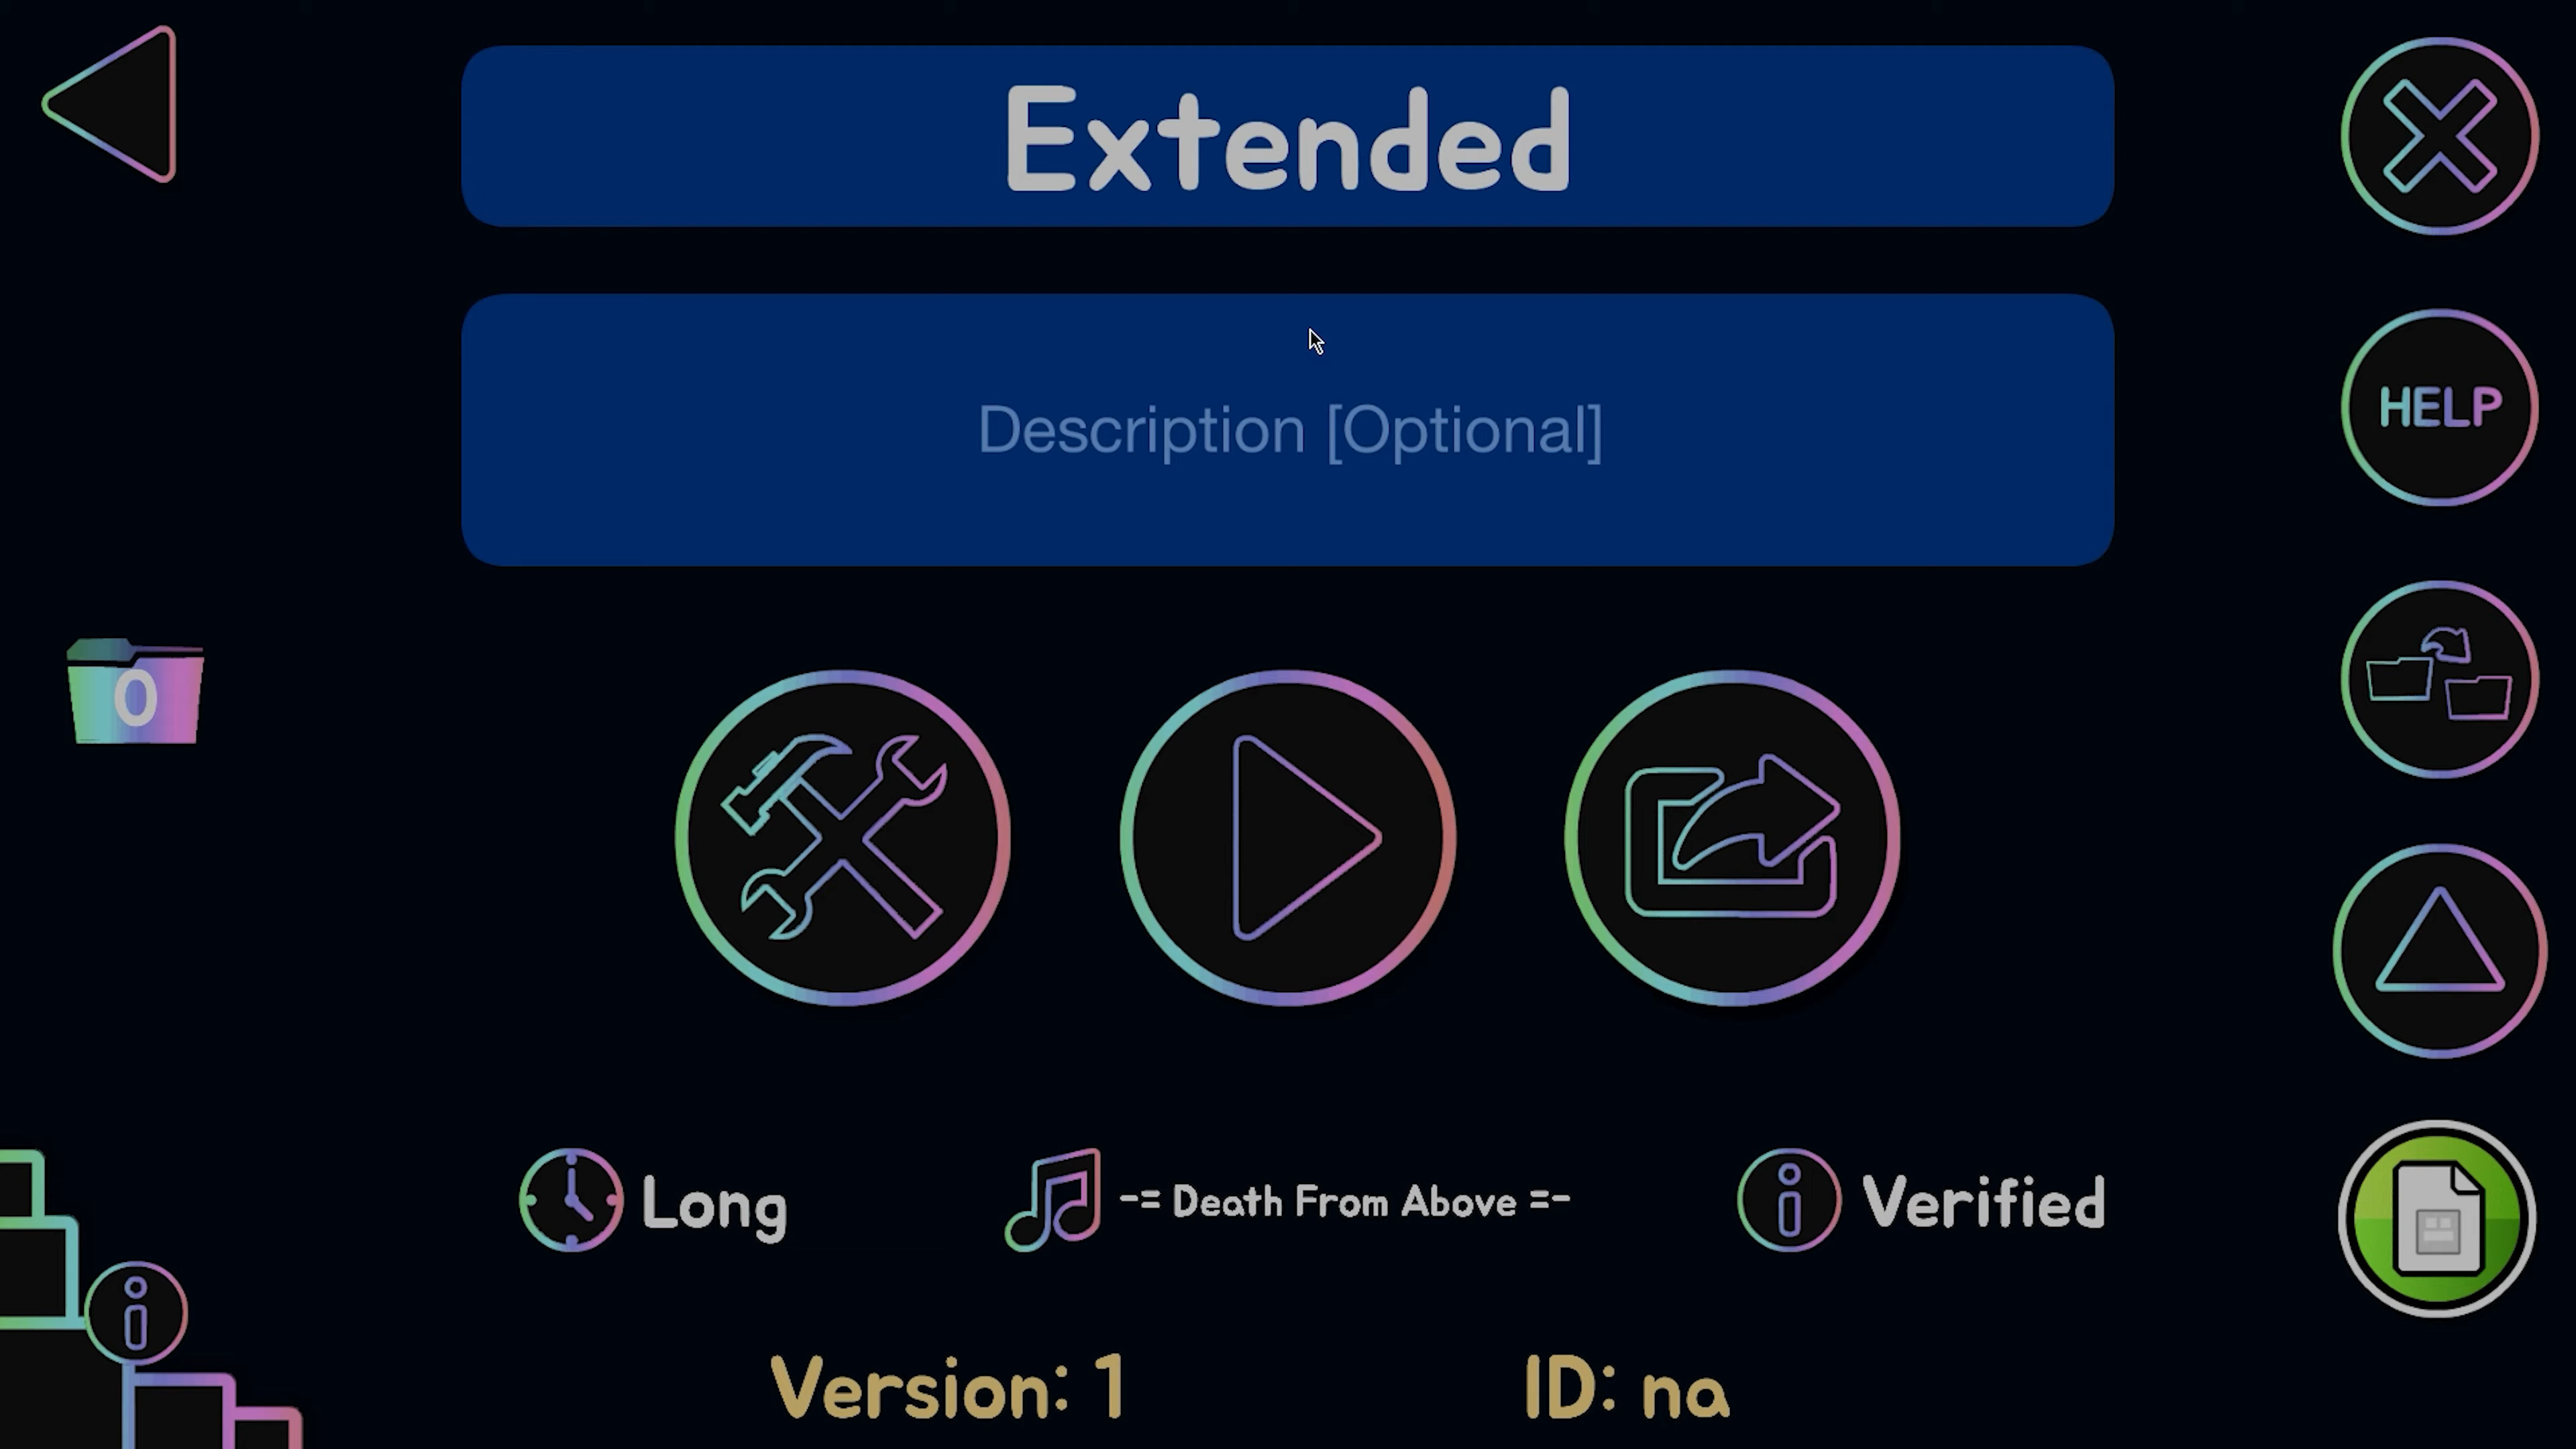 Extended
HELP
Description [Optional]
0
Long
-= Death From Above =-
Verified
Version: 1
ID: na